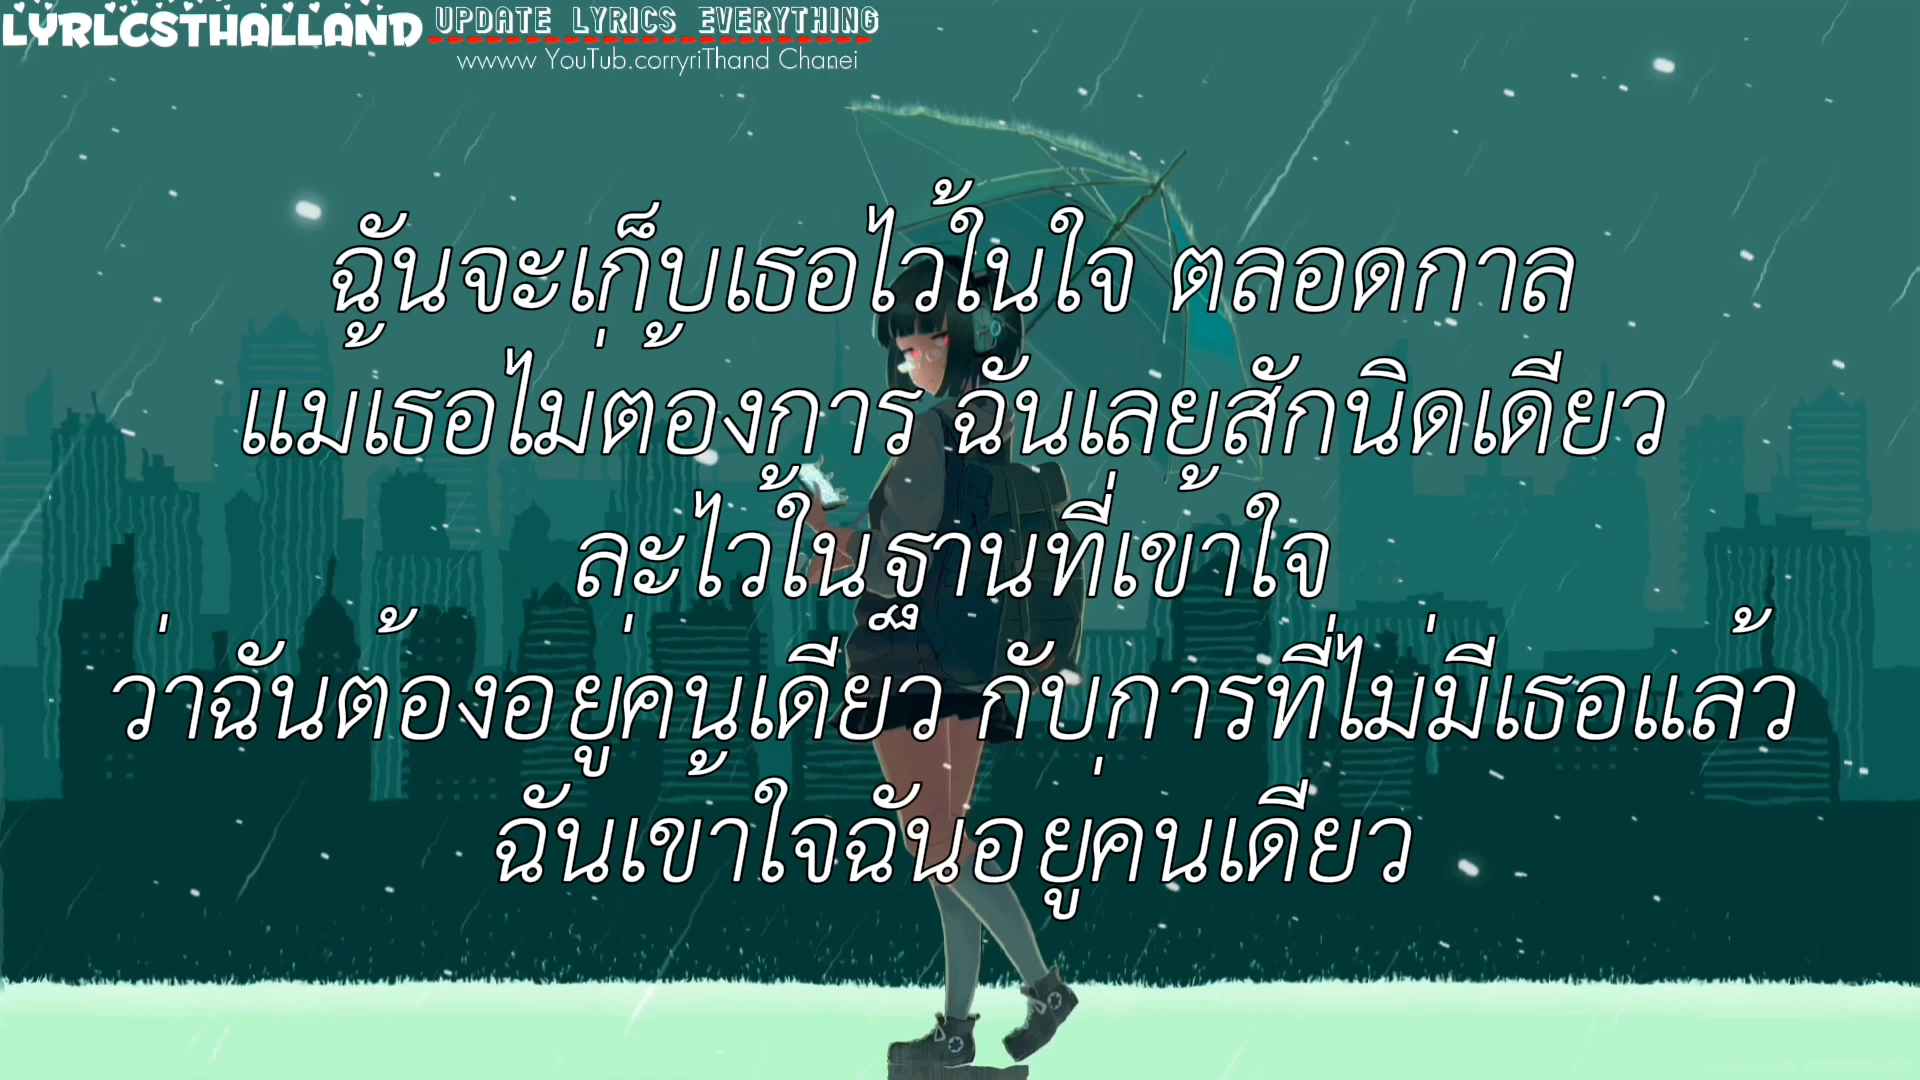 LYRLCSTHALLAND UPDATE LYRICS EVERYTHING
wwww YouTub.corryriThand Chanei
ฉันจะเก็บเธอไว้ในใจ ตลอดกาล
แม้เธอไม่ต้องการ ฉันเลยสักนิดเดียว
ละไว้ในฐานที่เข้าใจ
ว่าฉันต้องอยู่คนเดียว กับการที่ไม่มีเธอแล้ว
ฉันเข้าใจฉันอยู่คนเดียว